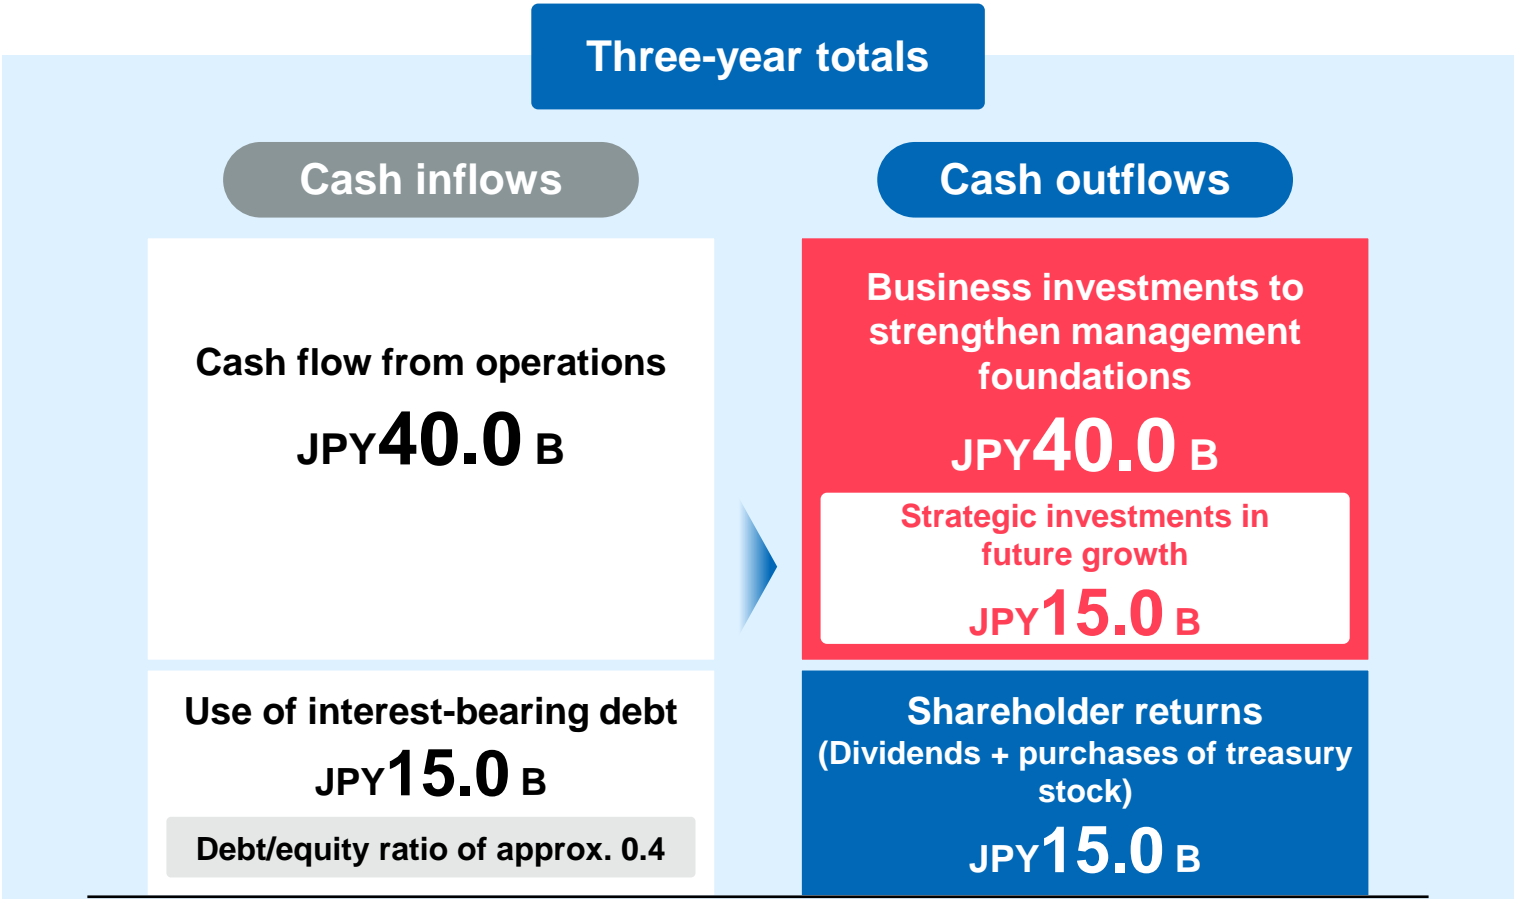 Three-year totals
Cash inflows
Cash flow from operations
JPY40.0 B
Use of interest-bearing debt
JPY15.0 B
Debt/equity ratio of approx. 0.4
Cash outflows
Business investments to
strengthen management
foundations
JPY40.0 B
Strategic investments in
future growth
JPY15.0 B
Shareholder returns
(Dividends + purchases of treasury
stock)
JPY15.0 B